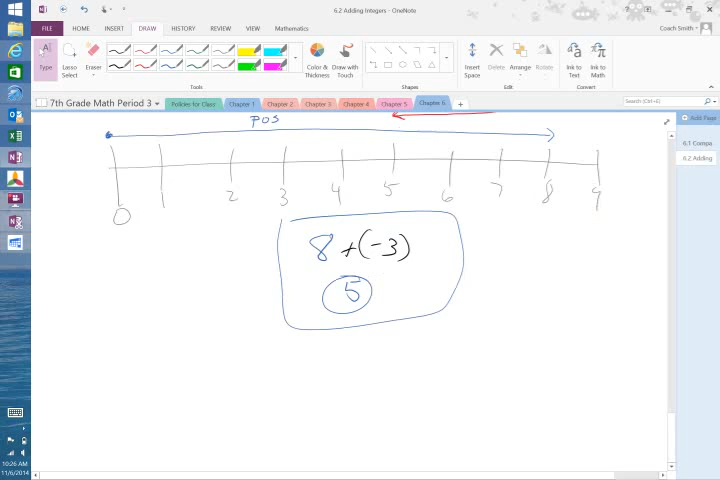 6.2 Adding Integers - OneNote
?
FILE HOME INSERT DRAW HISTORY REVIEW VIEW Mathematics
Coach Smith
Type
Lasso Select
Eraser
Color & Thickness
Draw with Touch
Insert Space
Delete
Arrange
Rotate
Ink to Text
Ink to Math
Tools
Shapes
Edit
Convert
7th Grade Math Period 3
Policies for Class Chapter 1 Chapter 2 Chapter 3 Chapter 4 Chapter 5 Chapter 6 +
Search (Ctrl+E)
Add Page
6.1 Compa
6.2 Adding
POS
0 1 2 3 4 5 6 7 8 9
8 + (-3)
5
10:26 AM
11/6/2014